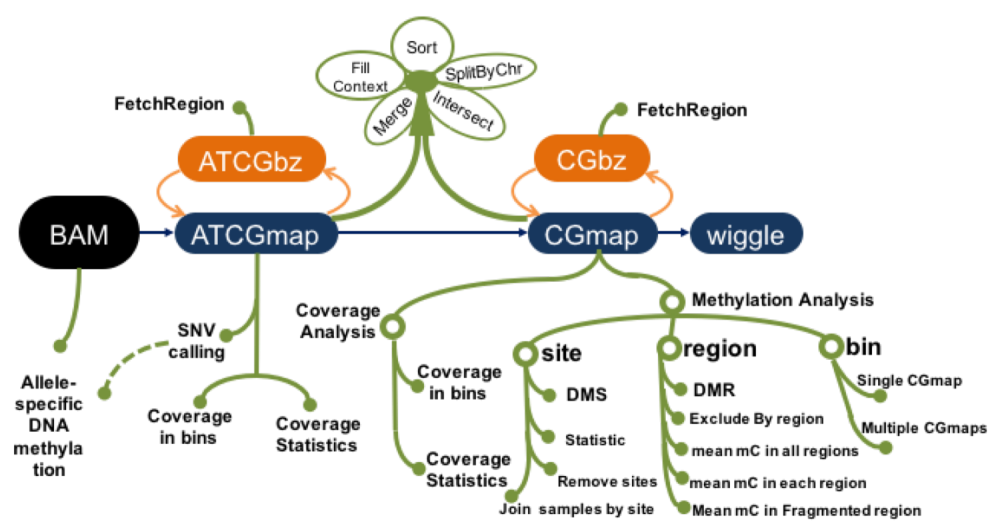 Sort
Fill
Context
SplitByChr
Merge
Intersect
FetchRegion
FetchRegion
ATCGbz
CGbz
BAM
ATCGmap
CGmap
wiggle
Coverage
Analysis
Methylation Analysis
SNV
calling
site
region
bin
Allele-
specific
DNA
methyla
tion
Coverage
in bins
Coverage
Statistics
Coverage
in bins
Coverage
Statistics
DMS
Statistic
Remove sites
Join samples by site
DMR
Exclude By region
mean mC in all regions
mean mC in each region
Mean mC in Fragmented region
Single CGmap
Multiple CGmaps